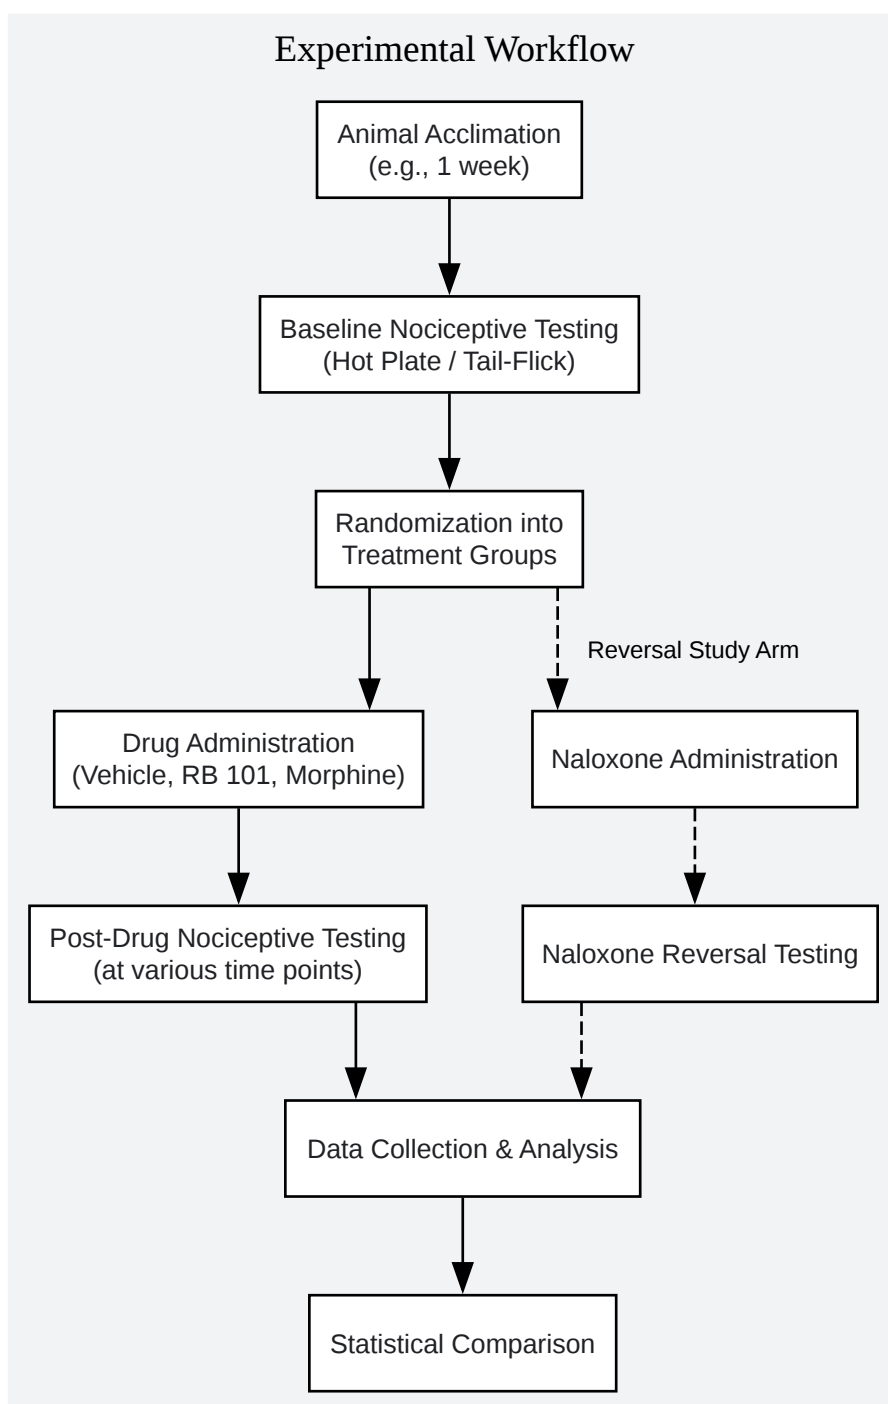 Experimental Workflow
Animal Acclimation
(e.g., 1 week)
Baseline Nociceptive Testing
(Hot Plate / Tail-Flick)
Randomization into
Treatment Groups
Reversal Study Arm
Drug Administration
(Vehicle, RB 101, Morphine)
Naloxone Administration
Post-Drug Nociceptive Testing
(at various time points)
Naloxone Reversal Testing
Data Collection & Analysis
Statistical Comparison